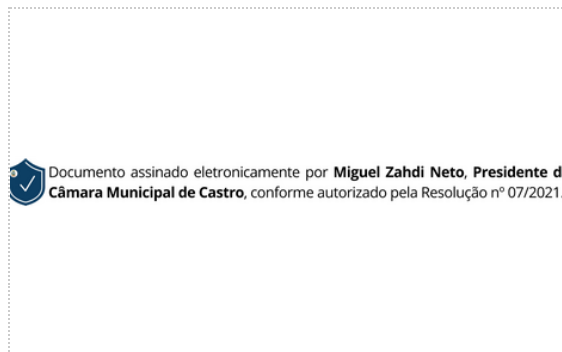 Documento assinado eletronicamente por Miguel Zahdi Neto, Presidente d
Câmara Municipal de Castro, conforme autorizado pela Resolução nº 07/2021.